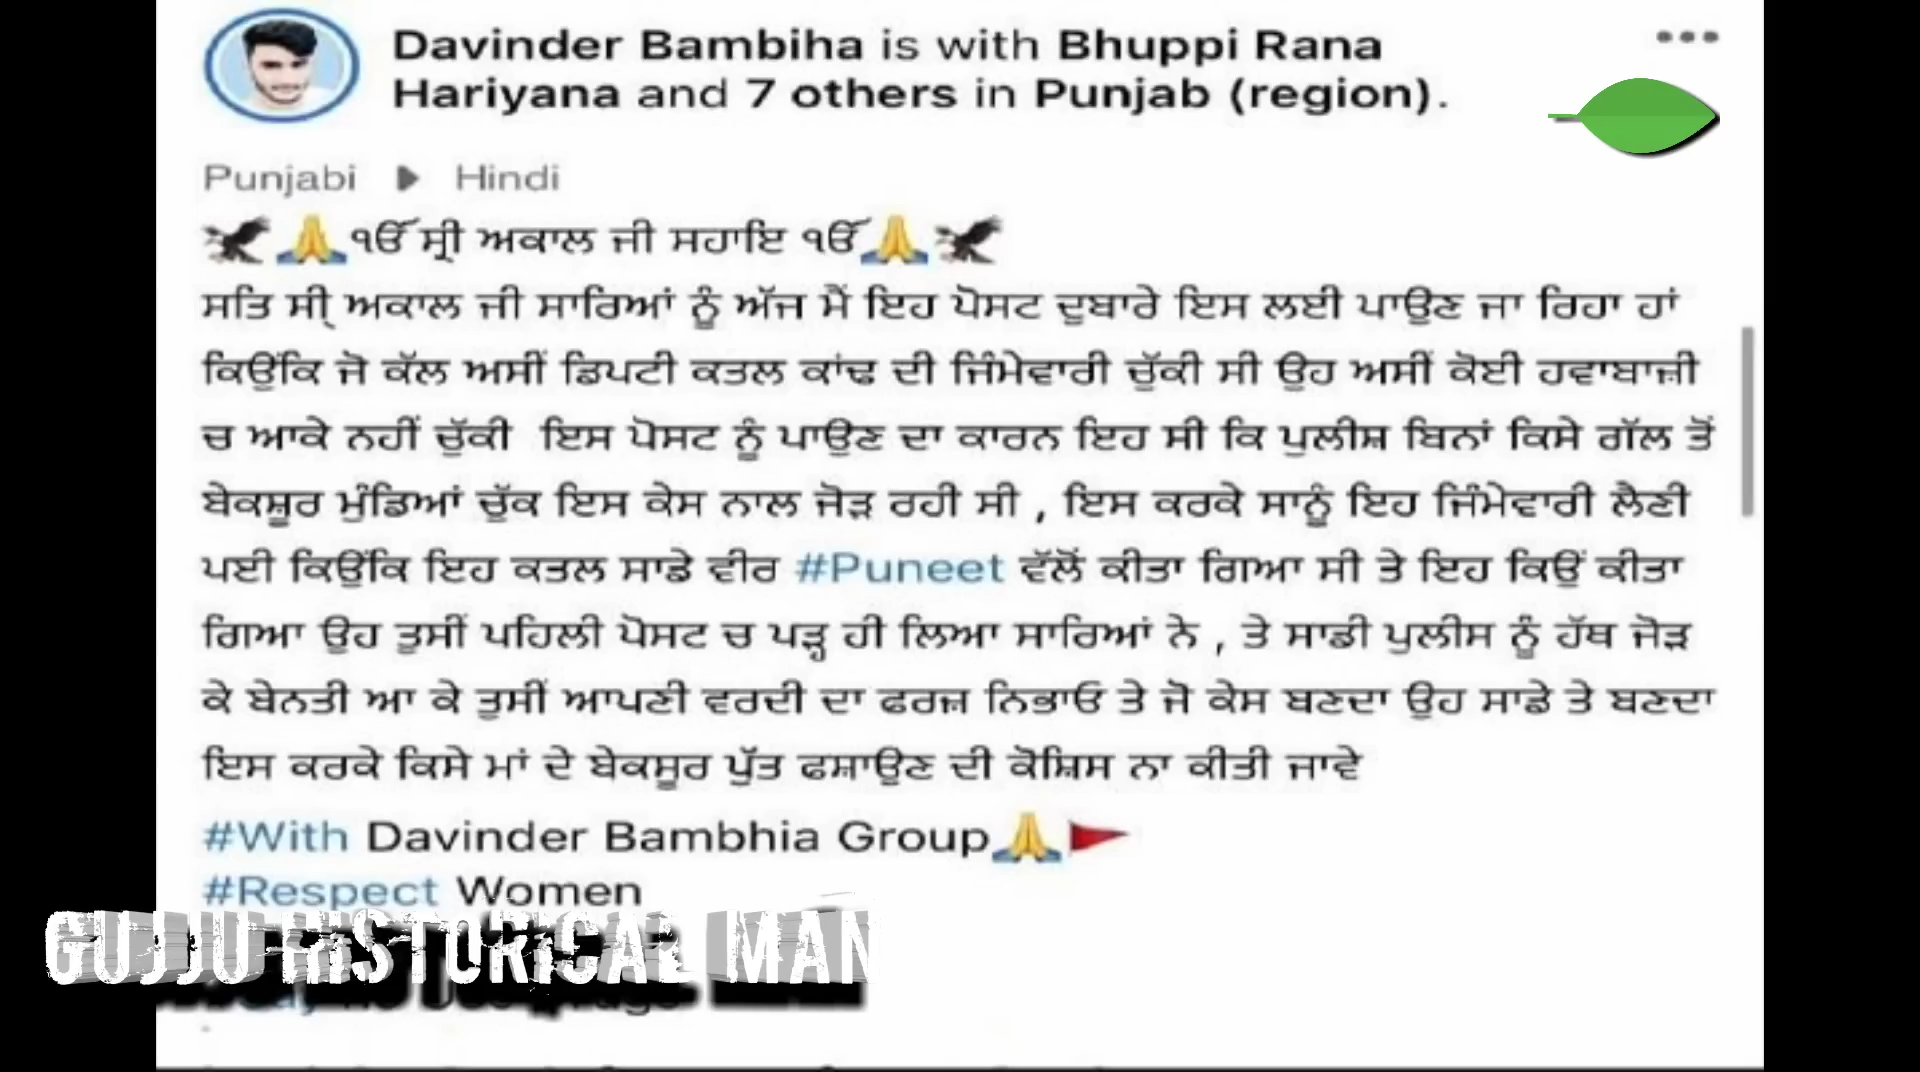 Davinder Bambiha is with Bhuppi Rana
Hariyana and 7 others in Punjab (region).
Punjabi ▶ Hindi
🦅🙏ੴ ਸ੍ਰੀ ਅਕਾਲ ਜੀ ਸਹਾਇ ੴ🙏🦅
ਸਤਿ ਸੀ੍ ਅਕਾਲ ਜੀ ਸਾਰਿਆਂ ਨੂੰ ਅੱਜ ਮੈਂ ਇਹ ਪੋਸਟ ਦੁਬਾਰੇ ਇਸ ਲਈ ਪਾਉਣ ਜਾ ਰਿਹਾ ਹਾਂ
ਕਿਉਂਕਿ ਜੋ ਕੱਲ ਅਸੀਂ ਡਿਪਟੀ ਕਤਲ ਕਾਂਢ ਦੀ ਜਿੰਮੇਵਾਰੀ ਚੁੱਕੀ ਸੀ ਉਹ ਅਸੀਂ ਕੋਈ ਹਵਾਬਾਜ਼ੀ
ਚ ਆਕੇ ਨਹੀਂ ਚੁੱਕੀ ਇਸ ਪੋਸਟ ਨੂੰ ਪਾਉਣ ਦਾ ਕਾਰਨ ਇਹ ਸੀ ਕਿ ਪੁਲੀਸ਼ ਬਿਨਾਂ ਕਿਸੇ ਗੱਲ ਤੋਂ
ਬੇਕਸੂਰ ਮੁੰਡਿਆਂ ਚੁੱਕ ਇਸ ਕੇਸ ਨਾਲ ਜੋੜ ਰਹੀ ਸੀ , ਇਸ ਕਰਕੇ ਸਾਨੂੰ ਇਹ ਜਿੰਮੇਵਾਰੀ ਲੈਣੀ
ਪਈ ਕਿਉਂਕਿ ਇਹ ਕਤਲ ਸਾਡੇ ਵੀਰ #Puneet ਵੱਲੋਂ ਕੀਤਾ ਗਿਆ ਸੀ ਤੇ ਇਹ ਕਿਉਂ ਕੀਤਾ
ਗਿਆ ਉਹ ਤੁਸੀਂ ਪਹਿਲੀ ਪੋਸਟ ਚ ਪੜ੍ਹ ਹੀ ਲਿਆ ਸਾਰਿਆਂ ਨੇ , ਤੇ ਸਾਡੀ ਪੁਲੀਸ ਨੂੰ ਹੱਥ ਜੋੜ
ਕੇ ਬੇਨਤੀ ਆ ਕੇ ਤੁਸੀਂ ਆਪਣੀ ਵਰਦੀ ਦਾ ਫਰਜ਼ ਨਿਭਾਓ ਤੇ ਜੋ ਕੇਸ ਬਣਦਾ ਉਹ ਸਾਡੇ ਤੇ ਬਣਦਾ
ਇਸ ਕਰਕੇ ਕਿਸੇ ਮਾਂ ਦੇ ਬੇਕਸੂਰ ਪੁੱਤ ਫਸਾਉਣ ਦੀ ਕੋਸ਼ਿਸ ਨਾ ਕੀਤੀ ਜਾਵੇ
#With Davinder Bambhia Group🙏🚩
#Respect Women
GUJJU HISTORICAL MAN